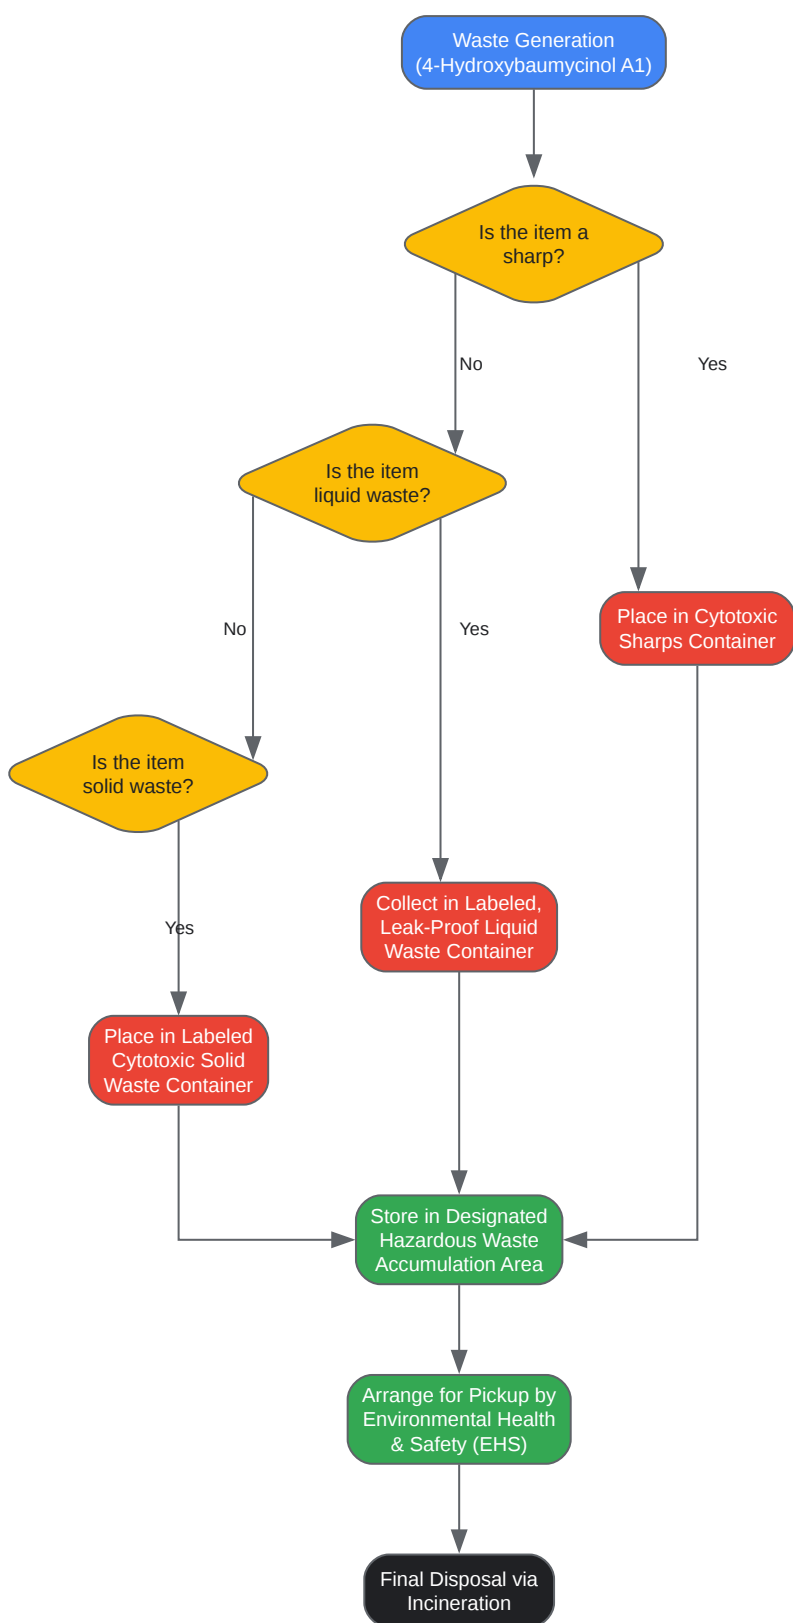 Waste Generation
(4-Hydroxybaumycinol A1)
Is the item a
sharp?
No
Yes
Is the item
liquid waste?
No
Yes
Place in Cytotoxic
Sharps Container
Is the item
solid waste?
Yes
Collect in Labeled,
Leak-Proof Liquid
Waste Container
Place in Labeled
Cytotoxic Solid
Waste Container
Store in Designated
Hazardous Waste
Accumulation Area
Arrange for Pickup by
Environmental Health
& Safety (EHS)
Final Disposal via
Incineration